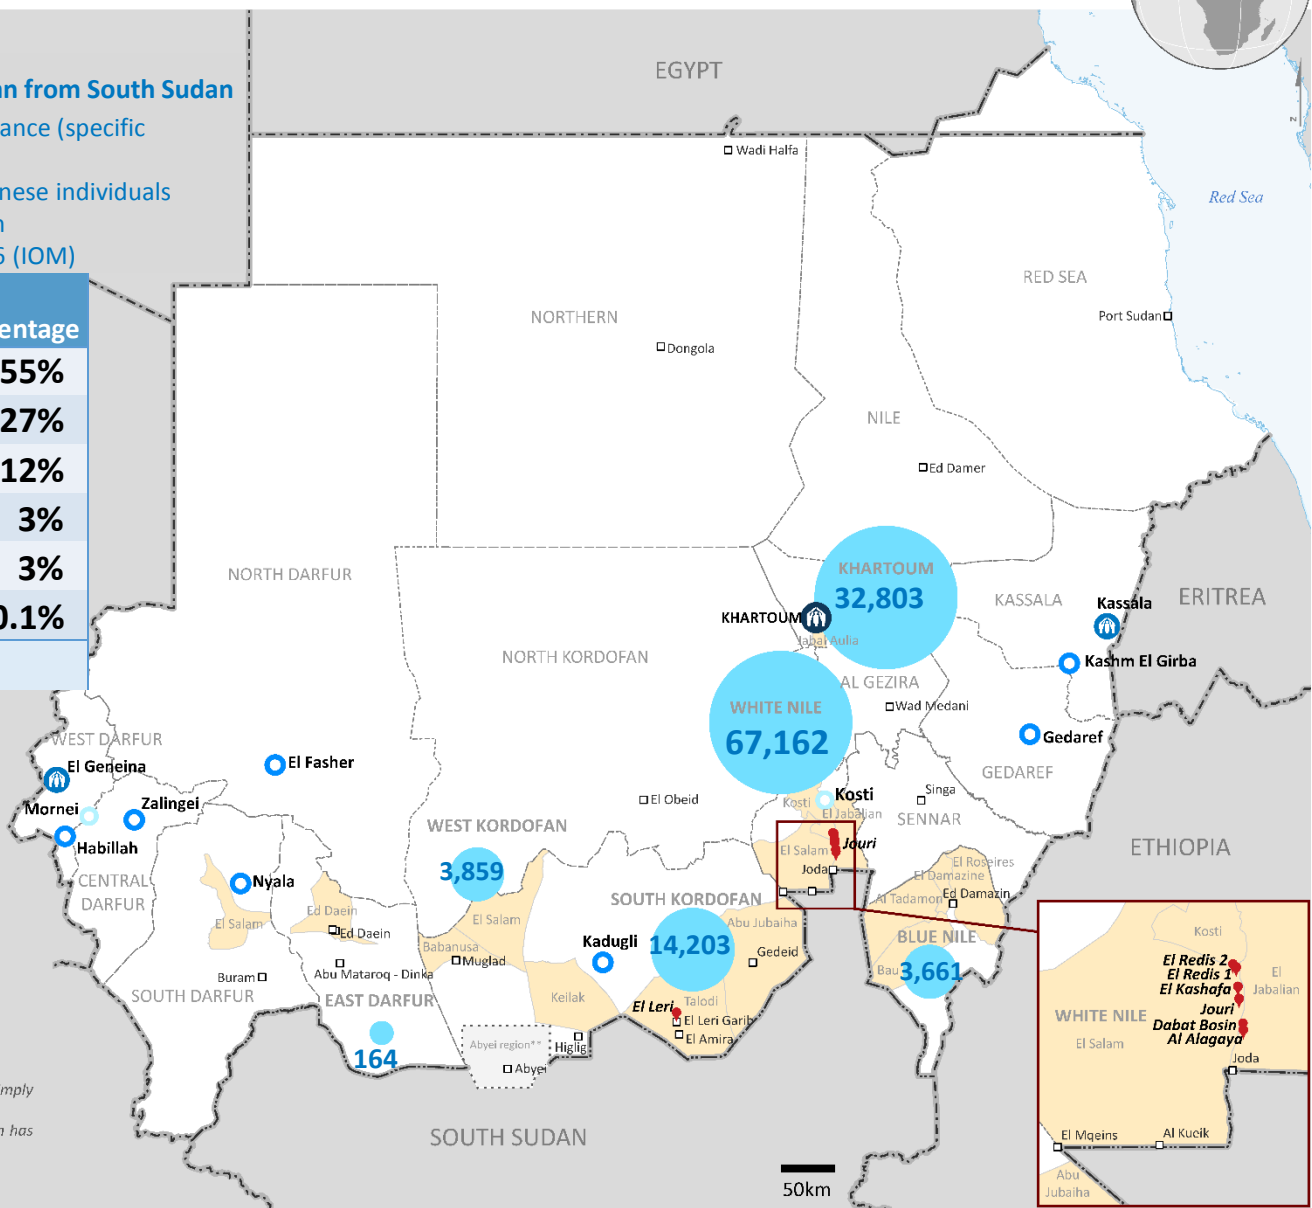 an from South Sudan
ance (specific
nese individuals
6 (IOM)
entage
55%
27%
12%
3%
3%
0.1%
EGYPT
Wadi Halfa
Red Sea
RED SEA
Port Sudan
NORTHERN
Dongola
NILE
Ed Damer
NORTH DARFUR
KHARTOUM
32,803
KHARTOUM
Jabal Aulia
KASSALA
Kassala
ERITREA
Kashm El Girba
NORTH KORDOFAN
AL GEZIRA
Wad Medani
WHITE NILE
67,162
Gedaref
GEDAREF
WEST DARFUR
El Geneina
El Fasher
Mornei
Zalingei
Habillah
El Obeid
Kosti
Kosti
El Jabalian
Singa
SENNAR
ETHIOPIA
WEST KORDOFAN
3,859
El Salam
Jouri
Joda
El Roseires
El Damazine
Ed Damazin
Al Tadamon
CENTRAL
DARFUR
Nyala
El Salam
Ed Daein
Ed Daein
El Salam
Babanusa
Muglad
SOUTH KORDOFAN
Abu Jubaiha
Kadugli
14,203
Gedeid
BLUE NILE
Bau
3,661
Buram
Abu Mataroq - Dinka
SOUTH DARFUR
EAST DARFUR
164
Keilak
El Leri
Talodi
El Leri Garib
El Amira
Abyei region**
Higlig
Abyei
SOUTH SUDAN
50km
Kosti
El Redis 2
El Redis 1
El Kashafa
El
Jabalian
Jouri
WHITE NILE
Dabat Bosin
El Salam
Al Alagaya
Joda
El Mqeins
Al Kueik
Abu
Jubaiha
imply
n has
z